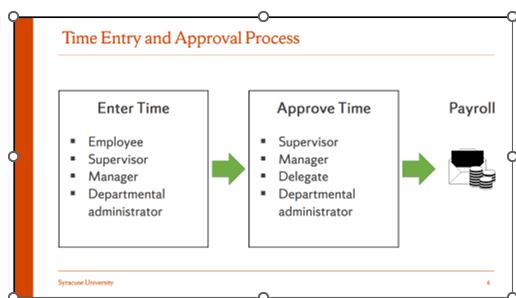 Time Entry and Approval Process
Enter Time
Employee
Supervisor
Manager
Departmental
administrator
Approve Time
Supervisor
Manager
Delegate
Departmental
administrator
Payroll
Syracuse University
6